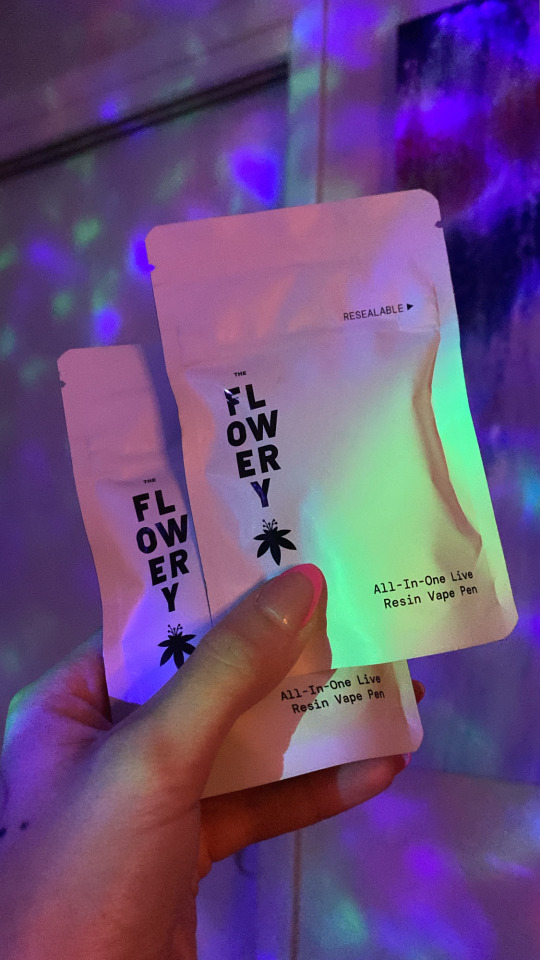 RESEALABLE ▶
THE
FL
OW
ER
Y
All-In-One Live
Resin Vape Pen
THE
FL
OW
ER
Y
All-In-One Live
Resin Vape Pen